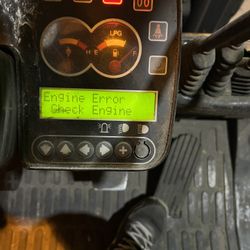 LPG
H E F
Engine Error
Check Engine